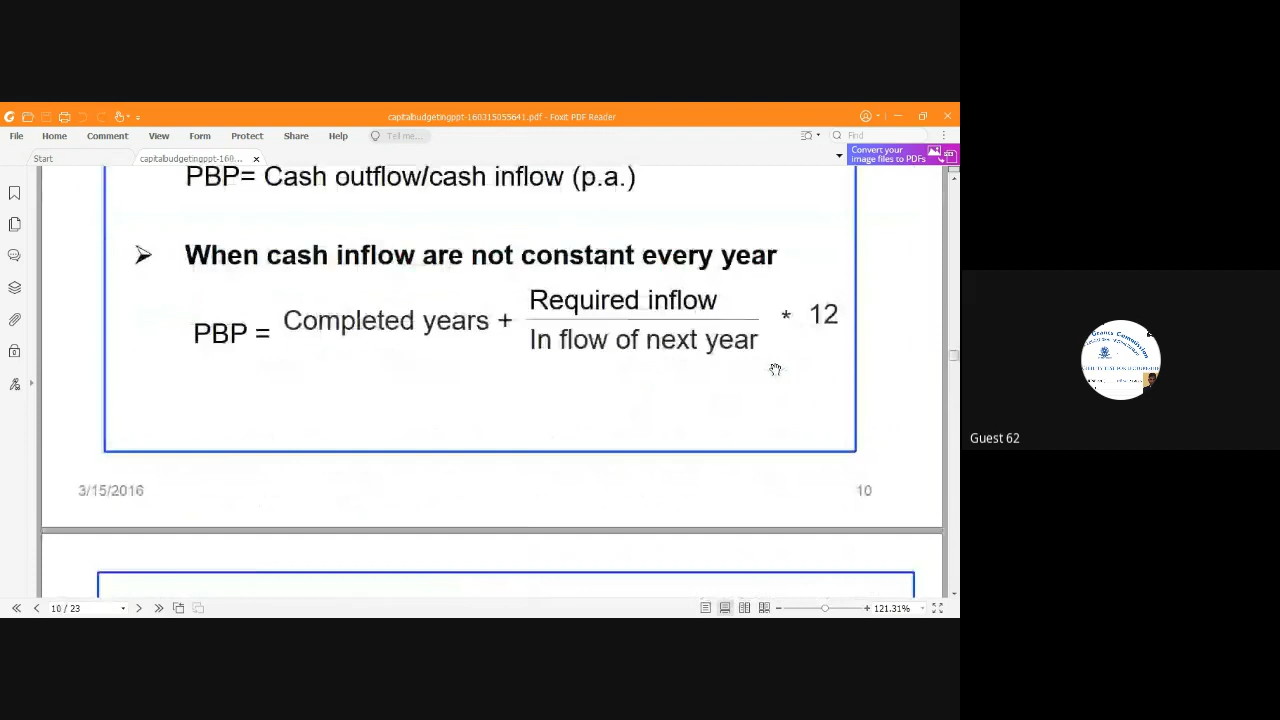 capitalbudgetingppt-160315055641.pdf - Foxit PDF Reader
File Home Comment View Form Protect Share Help Tell me... Find
Start capitalbudgetingppt-160... Convert your image files to PDFs
PBP= Cash outflow/cash inflow (p.a.)
➢ When cash inflow are not constant every year
PBP = Completed years + Required inflow / In flow of next year * 12
3/15/2016 10
10 / 23 121.31%
Grants Commission
Guest 62